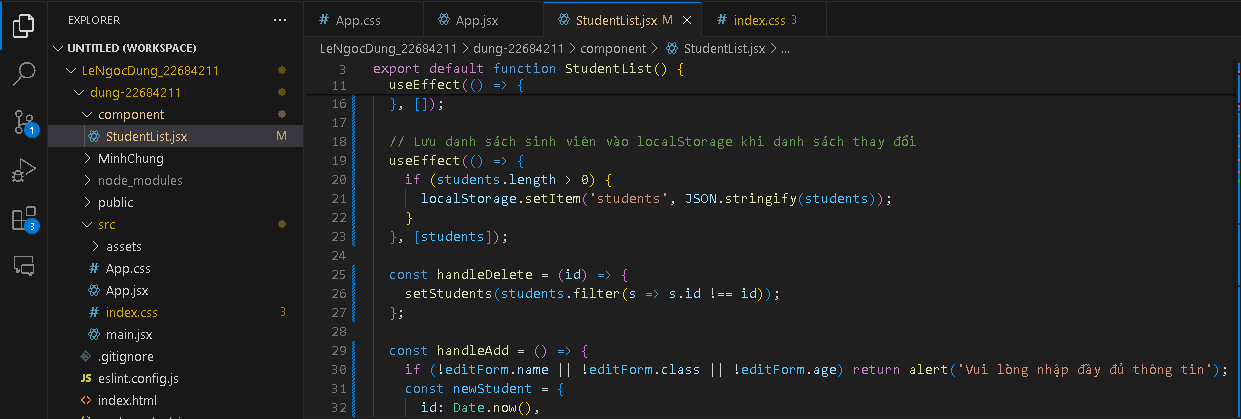 EXPLORER
UNTITLED (WORKSPACE)
LeNgocDung_22684211
dung-22684211
component
StudentList.jsx M
MinhChung
node_modules
public
src
assets
App.css
App.jsx
index.css 3
main.jsx
.gitignore
eslint.config.js
index.html
1
3
App.css
App.jsx
StudentList.jsx M
index.css 3
LeNgocDung_22684211 > dung-22684211 > component > StudentList.jsx > ...
3 export default function StudentList() {
11 useEffect(() => {
16 }, []);
17
18 // Lưu danh sách sinh viên vào localStorage khi danh sách thay đổi
19 useEffect(() => {
20 if (students.length > 0) {
21 localStorage.setItem('students', JSON.stringify(students));
22 }
23 }, [students]);
24
25 const handleDelete = (id) => {
26 setStudents(students.filter(s => s.id !== id));
27 };
28
29 const handleAdd = () => {
30 if (!editForm.name || !editForm.class || !editForm.age) return alert('Vui lòng nhập đầy đủ thông tin');
31 const newStudent = {
32 id: Date.now(),